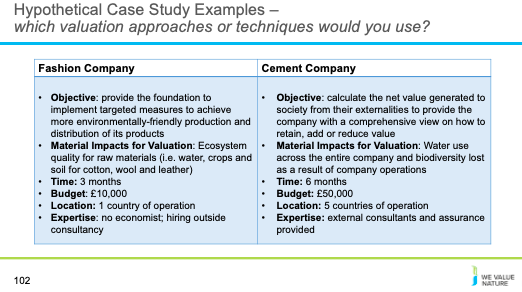 Hypothetical Case Study Examples –
which valuation approaches or techniques would you use?
Fashion Company
• Objective: provide the foundation to
implement targeted measures to achieve
more environmentally-friendly production and
distribution of its products
• Material Impacts for Valuation: Ecosystem
quality for raw materials (i.e. water, crops and
soil for cotton, wool and leather)
• Time: 3 months
• Budget: £10,000
• Location: 1 country of operation
• Expertise: no economist; hiring outside
consultancy
Cement Company
• Objective: calculate the net value generated to
society from their externalities to provide the
company with a comprehensive view on how to
retain, add or reduce value
• Material Impacts for Valuation: Water use
across the entire company and biodiversity lost
as a result of company operations
• Time: 6 months
• Budget: £50,000
• Location: 5 countries of operation
• Expertise: external consultants and assurance
provided
102
WE VALUE
NATURE